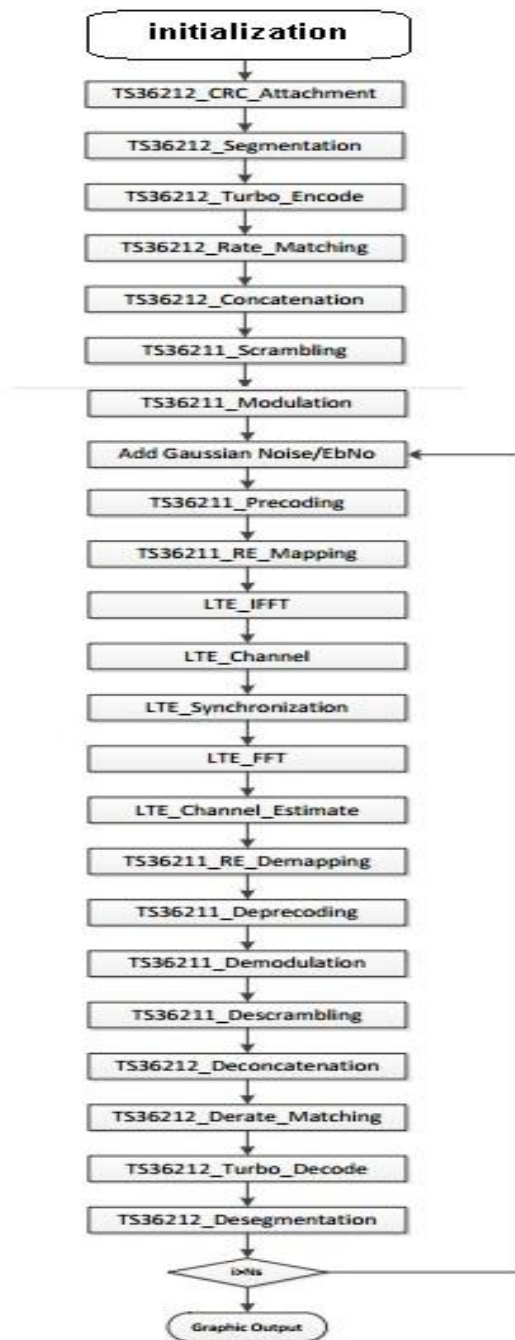 initialization
TS36212_CRC_Attachment
TS36212_Segmentation
TS36212_Turbo_Encode
TS36212_Rate_Matching
TS36212_Concatenation
TS36211_Scrambling
TS36211_Modulation
Add Gaussian Noise/EbNo
TS36211_Precoding
TS36211_RE_Mapping
LTE_IFFT
LTE_Channel
LTE_Synchronization
LTE_FFT
LTE_Channel_Estimate
TS36211_RE_Demapping
TS36211_Deprecoding
TS36211_Demodulation
TS36211_Descrambling
TS36212_Deconcatenation
TS36212_Derate_Matching
TS36212_Turbo_Decode
TS36212_Desegmentation
i>Ns
Graphic Output